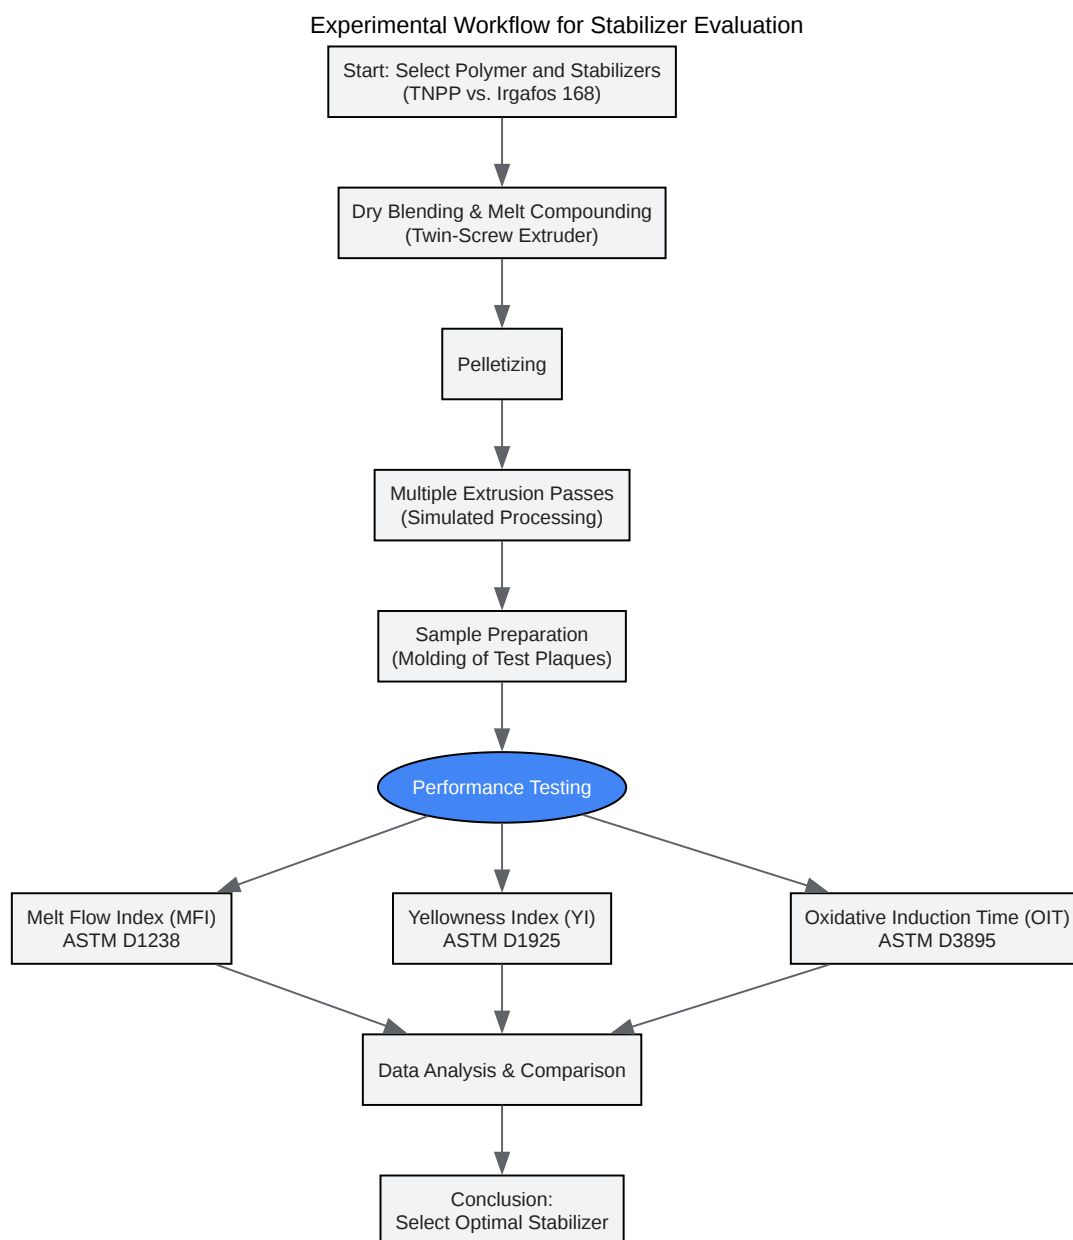 Experimental Workflow for Stabilizer Evaluation
Start: Select Polymer and Stabilizers
(TNPP vs. Irgafos 168)
Dry Blending & Melt Compounding
(Twin-Screw Extruder)
Pelletizing
Multiple Extrusion Passes
(Simulated Processing)
Sample Preparation
(Molding of Test Plaques)
Performance Testing
Melt Flow Index (MFI)
ASTM D1238
Yellowness Index (YI)
ASTM D1925
Oxidative Induction Time (OIT)
ASTM D3895
Data Analysis & Comparison
Conclusion:
Select Optimal Stabilizer